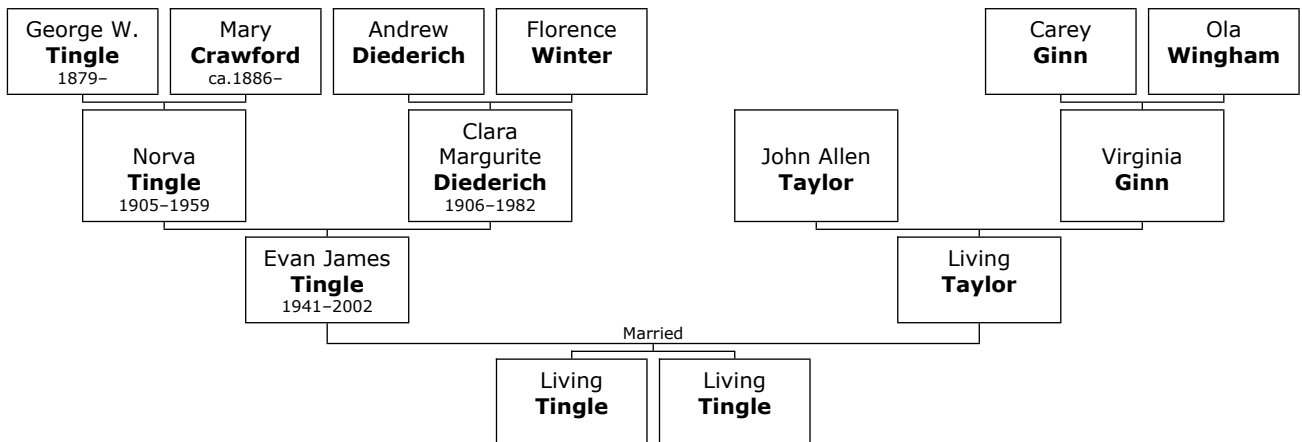 George W.
Tingle
1879–
Mary
Crawford
ca.1886–
Andrew
Diederich
Florence
Winter
Carey
Ginn
Ola
Wingham
Norva
Tingle
1905–1959
Clara
Margurite
Diederich
1906–1982
John Allen
Taylor
Virginia
Ginn
Evan James
Tingle
1941–2002
Living
Taylor
Married
Living
Tingle
Living
Tingle